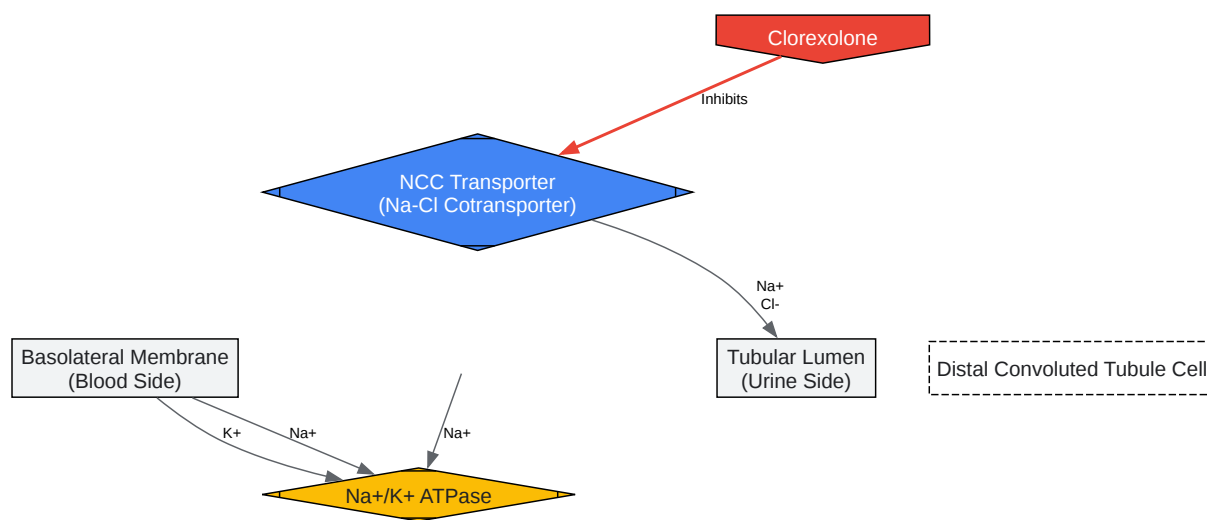 Clorexolone
Inhibits
NCC Transporter
(Na-Cl Cotransporter)
Na+
Cl-
Basolateral Membrane
(Blood Side)
Tubular Lumen
(Urine Side)
Distal Convoluted Tubule Cell
K+
Na+
Na+
Na+/K+ ATPase